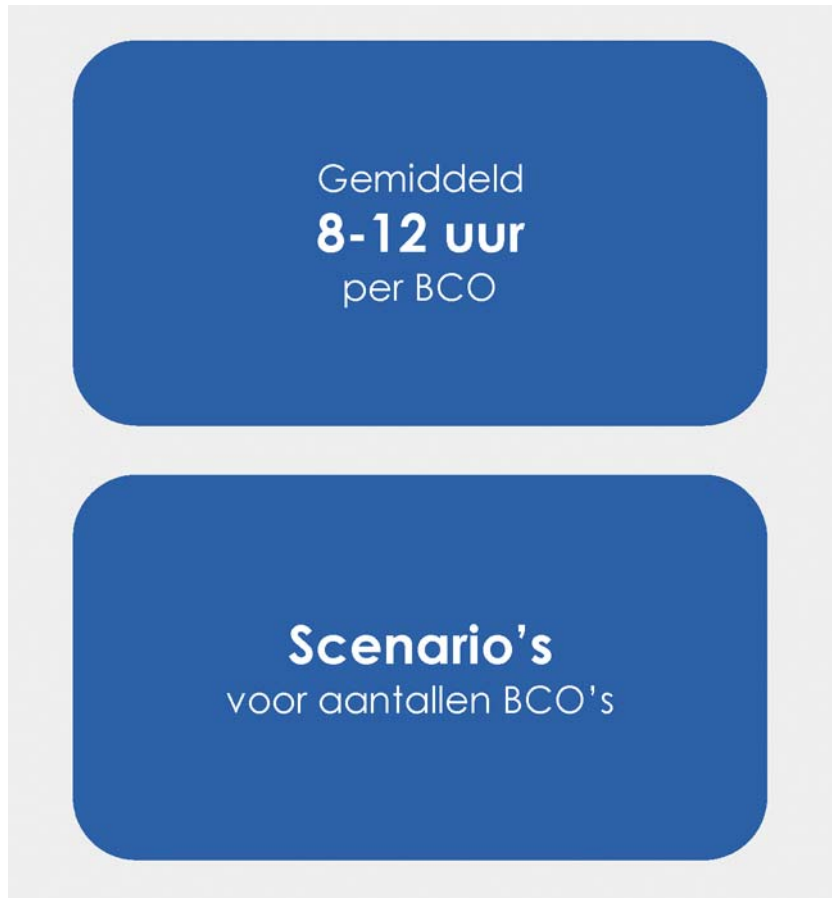 Gemiddeld
8-12 uur
per BCO
Scenario’s
voor aantallen BCO’s